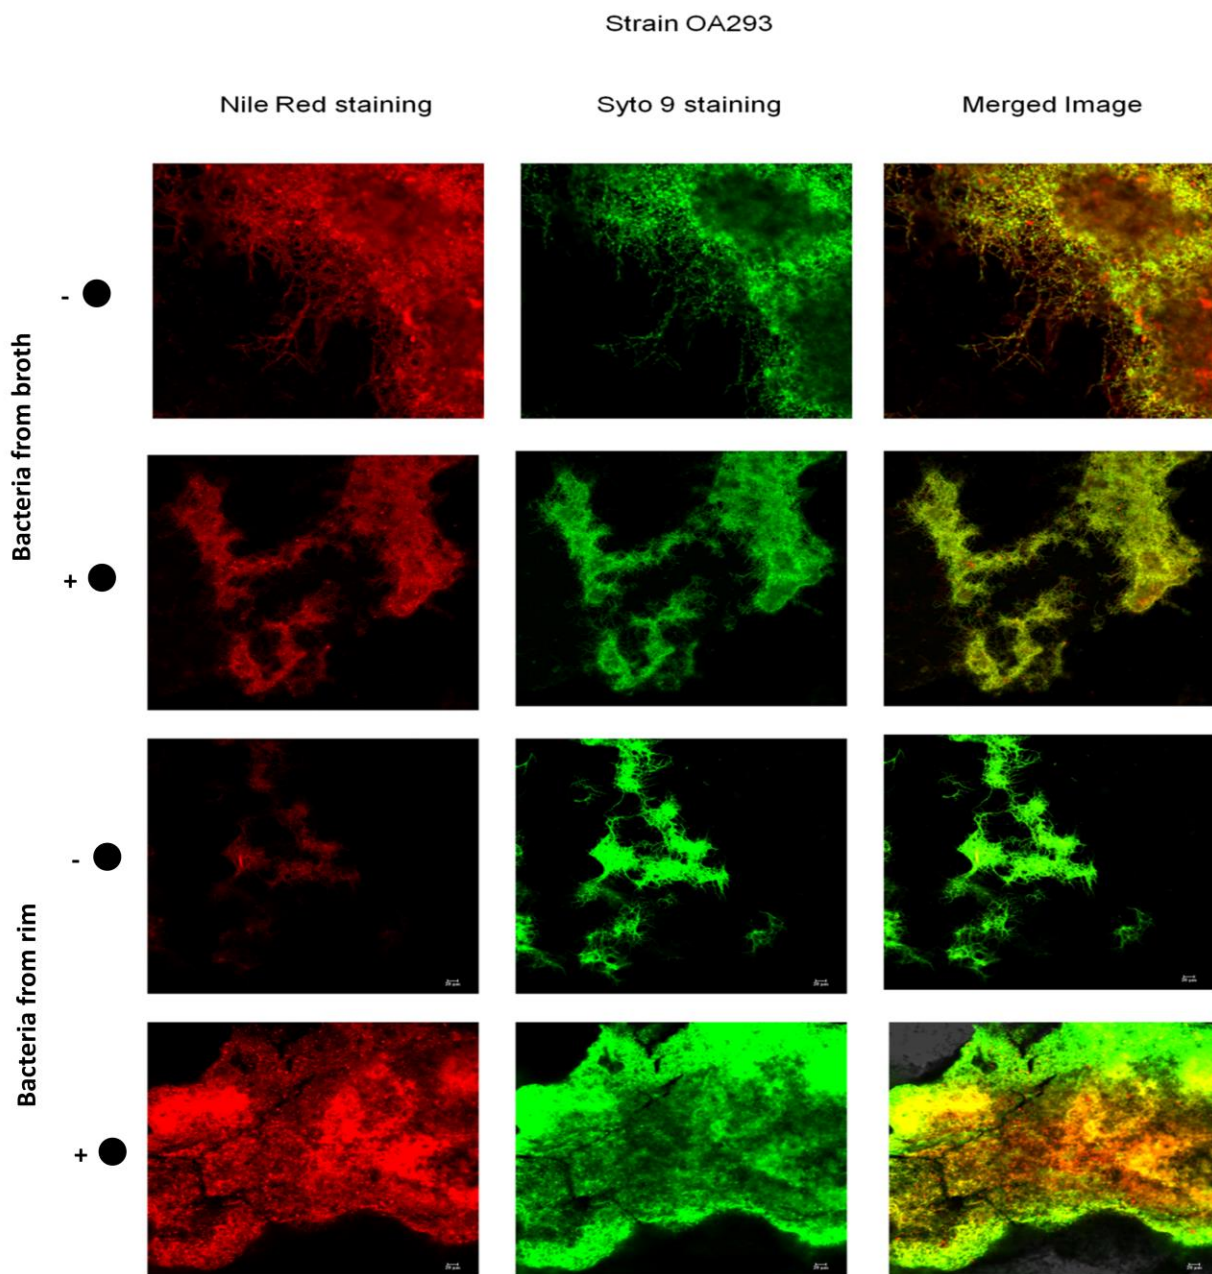 Strain OA293
Nile Red staining
Syto 9 staining
Merged Image
Bacteria from broth
-
+
Bacteria from rim
-
+